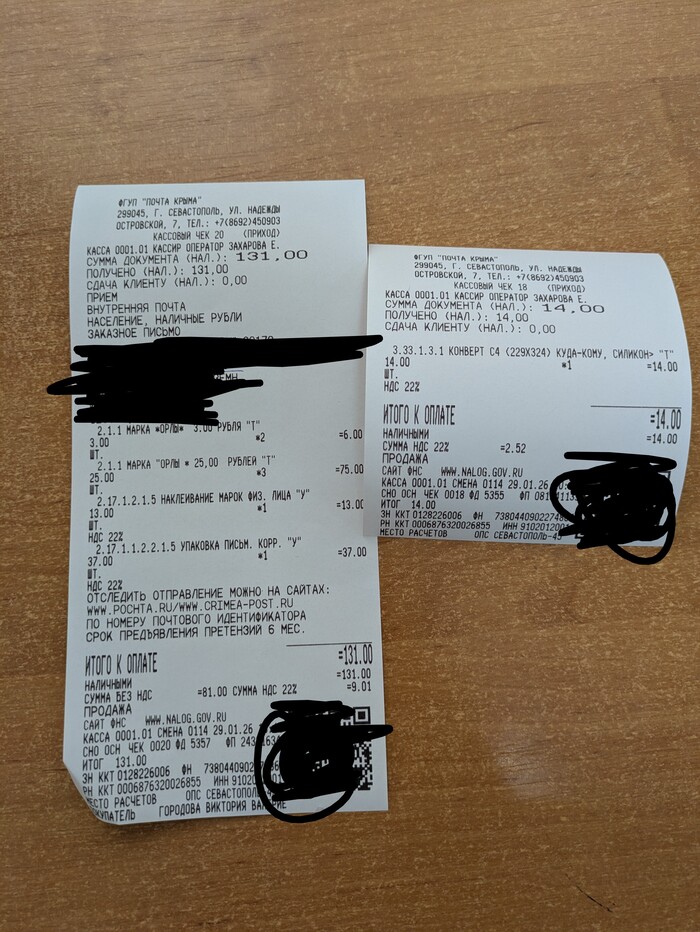 ФГУП "ПОЧТА КРЫМА"
299045, Г. СЕВАСТОПОЛЬ, УЛ. НАДЕЖДЫ
ОСТРОВСКОЙ, 7, ТЕЛ.: +7(8692)450903
КАССОВЫЙ ЧЕК 20 (ПРИХОД)
КАССА 0001.01 КАССИР ОПЕРАТОР ЗАХАРОВА Е.
СУММА ДОКУМЕНТА (НАЛ.): 131,00
ПОЛУЧЕНО (НАЛ.): 131,00
СДАЧА КЛИЕНТУ (НАЛ.): 0,00
ПРИЕМ
ВНУТРЕННЯЯ ПОЧТА
НАСЕЛЕНИЕ, НАЛИЧНЫЕ РУБЛИ
ЗАКАЗНОЕ ПИСЬМО
2.1.1 МАРКА *ОРЛЫ* 3.00 РУБЛЯ "Т"
3.00 *2 =6.00
ШТ.
2.1.1 МАРКА "ОРЛЫ * 25,00 РУБЛЕЙ "Т"
25.00 *3 =75.00
ШТ.
2.17.1.2.1.5 НАКЛЕИВАНИЕ МАРОК ФИЗ. ЛИЦА "У"
13.00 *1 =13.00
ШТ.
НДС 22%
2.17.1.1.2.2.1.5 УПАКОВКА ПИСЬМ. КОРР. "У"
37.00 *1 =37.00
ШТ.
НДС 22%
ОТСЛЕДИТЬ ОТПРАВЛЕНИЕ МОЖНО НА САЙТАХ:
WWW.POCHTA.RU/WWW.CRIMEA-POST.RU
ПО НОМЕРУ ПОЧТОВОГО ИДЕНТИФИКАТОРА
СРОК ПРЕДЪЯВЛЕНИЯ ПРЕТЕНЗИЙ 6 МЕС.
ИТОГО К ОПЛАТЕ =131.00
НАЛИЧНЫМИ =131.00
СУММА БЕЗ НДС =81.00 СУММА НДС 22% =9.01
ПРОДАЖА
САЙТ ФНС WWW.NALOG.GOV.RU
КАССА 0001.01 СМЕНА 0114 29.01.26
СНО ОСН ЧЕК 0020 ФД 5357 ФП
ИТОГ 131.00
ЗН ККТ 0128226006 ФН
РН ККТ 0006876320026855 ИНН
МЕСТО РАСЧЕТОВ ОПС СЕВАСТОПОЛЬ
ГОРОДОВА ВИКТОРИЯ
ФГУП "ПОЧТА КРЫМА"
299045, Г. СЕВАСТОПОЛЬ, УЛ. НАДЕЖДЫ
ОСТРОВСКОЙ, 7, ТЕЛ.: +7(8692)450903
КАССОВЫЙ ЧЕК 18 (ПРИХОД)
КАССА 0001.01 КАССИР ОПЕРАТОР ЗАХАРОВА Е.
СУММА ДОКУМЕНТА (НАЛ.): 14,00
ПОЛУЧЕНО (НАЛ.): 14,00
СДАЧА КЛИЕНТУ (НАЛ.): 0,00
3.33.1.3.1 КОНВЕРТ С4 (229X324) КУДА-КОМУ, СИЛИКОН> "Т"
14.00 *1 =14.00
ШТ.
НДС 22%
ИТОГО К ОПЛАТЕ =14.00
НАЛИЧНЫМИ =14.00
СУММА НДС 22% =2.52
ПРОДАЖА
САЙТ ФНС WWW.NALOG.GOV.RU
КАССА 0001.01 СМЕНА 0114 29.01.26
СНО ОСН ЧЕК 0018 ФД 5355 ФП
ИТОГ 14.00
ЗН ККТ 0128226006 ФН
РН ККТ 0006876320026855 ИНН
МЕСТО РАСЧЕТОВ ОПС СЕВАСТОПОЛЬ-45